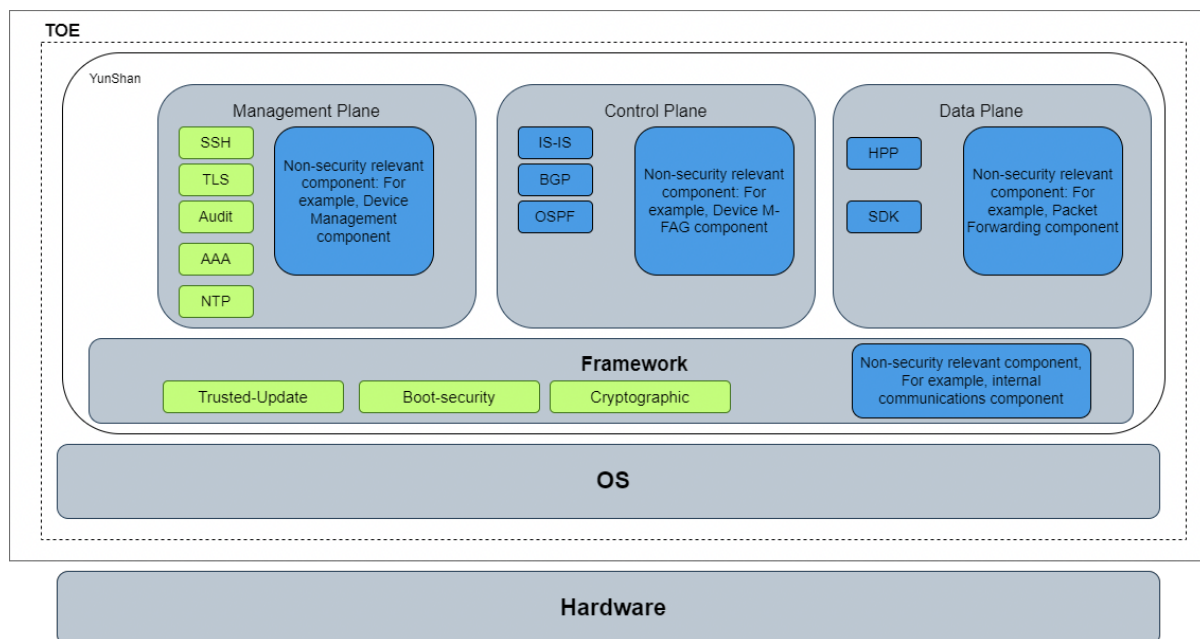 TOE
YunShan
Management Plane
SSH
TLS
Audit
AAA
NTP
Non-security relevant
component: For
example, Device
Management
component
Control Plane
IS-IS
BGP
OSPF
Non-security relevant
component: For
example, Device M-
FAG component
Data Plane
HPP
SDK
Non-security relevant
component: For
example, Packet
Forwarding component
Framework
Trusted-Update
Boot-security
Cryptographic
Non-security relevant component,
For example, internal
communications component
OS
Hardware